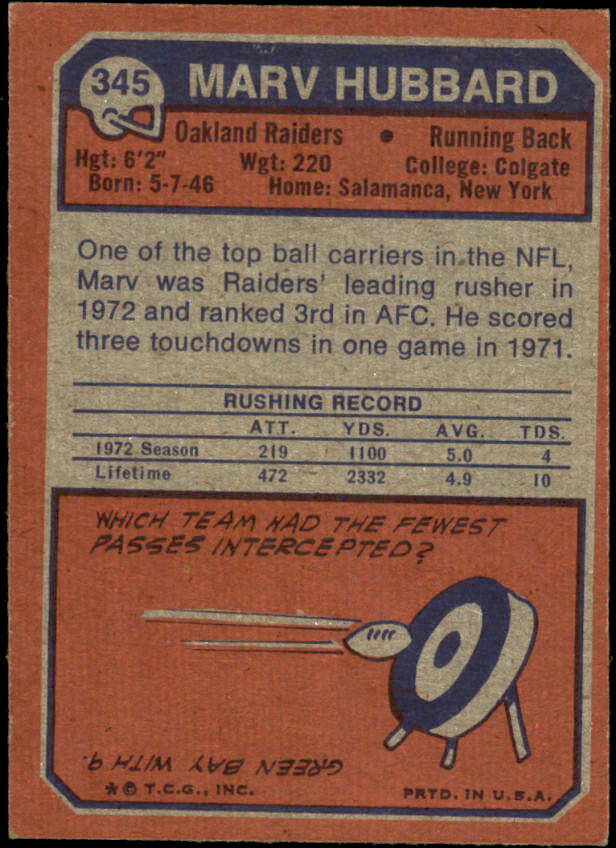 345 MARV HUBBARD
Oakland Raiders • Running Back
Hgt: 6'2" Wgt: 220 College: Colgate
Born: 5-7-46 Home: Salamanca, New York
One of the top ball carriers in the NFL,
Marv was Raiders' leading rusher in
1972 and ranked 3rd in AFC. He scored
three touchdowns in one game in 1971.
RUSHING RECORD
ATT. YDS. AVG. TDS.
1972 Season 219 1100 5.0 4
Lifetime 472 2332 4.9 10
WHICH TEAM HAD THE FEWEST
PASSES INTERCEPTED?
GREEN BAY WITH 9.
* © T.C.G., INC. PRTD. IN U.S.A.